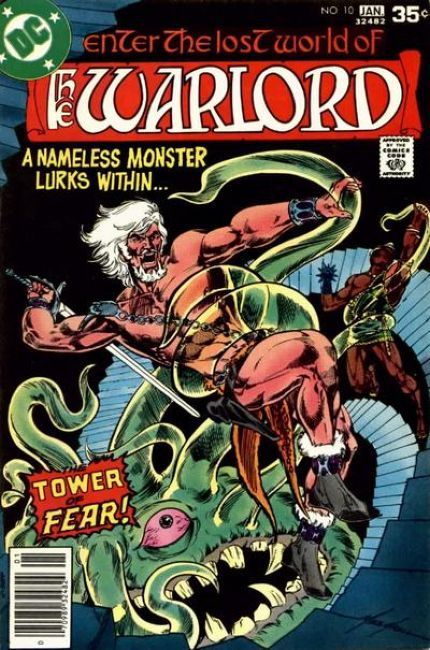 DC
NO. 10 JAN. 35¢
32482
enter the lost world of
THE WARLORD
APPROVED
BY THE
COMICS
CODE
AUTHORITY
A NAMELESS MONSTER
LURKS WITHIN...
THE
TOWER
OF
FEAR!
01